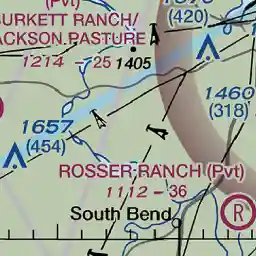 (Pvt)
(420)
BURKETT RANCH/
JACKSON PASTURE
1214 - 25
1405
1460
(318)
1657
(454)
ROSSER RANCH (Pvt)
1112 - 36
R
South Bend